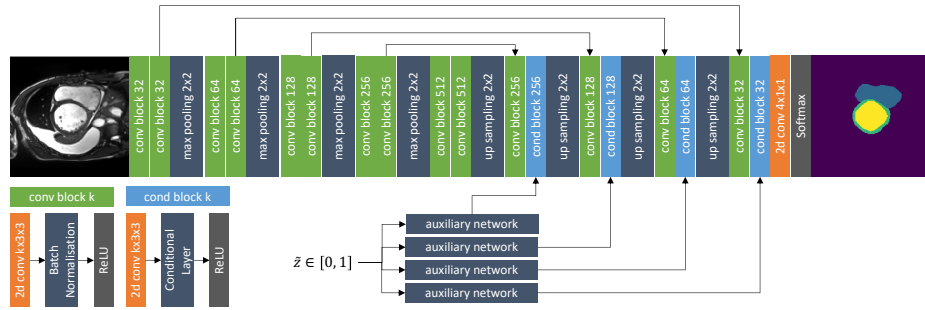 conv block 32
conv block 32
max pooling 2x2
conv block 64
conv block 64
max pooling 2x2
conv block 128
conv block 128
max pooling 2x2
conv block 256
conv block 256
max pooling 2x2
conv block 512
conv block 512
up sampling 2x2
conv block 256
cond block 256
up sampling 2x2
conv block 128
cond block 128
up sampling 2x2
conv block 64
cond block 64
up sampling 2x2
conv block 32
cond block 32
2d conv 4x1x1
Softmax
conv block k
2d conv kx3x3
Batch
Normalisation
ReLU
cond block k
2d conv kx3x3
Conditional
Layer
ReLU
z̃ ∈ [0, 1]
auxiliary network
auxiliary network
auxiliary network
auxiliary network